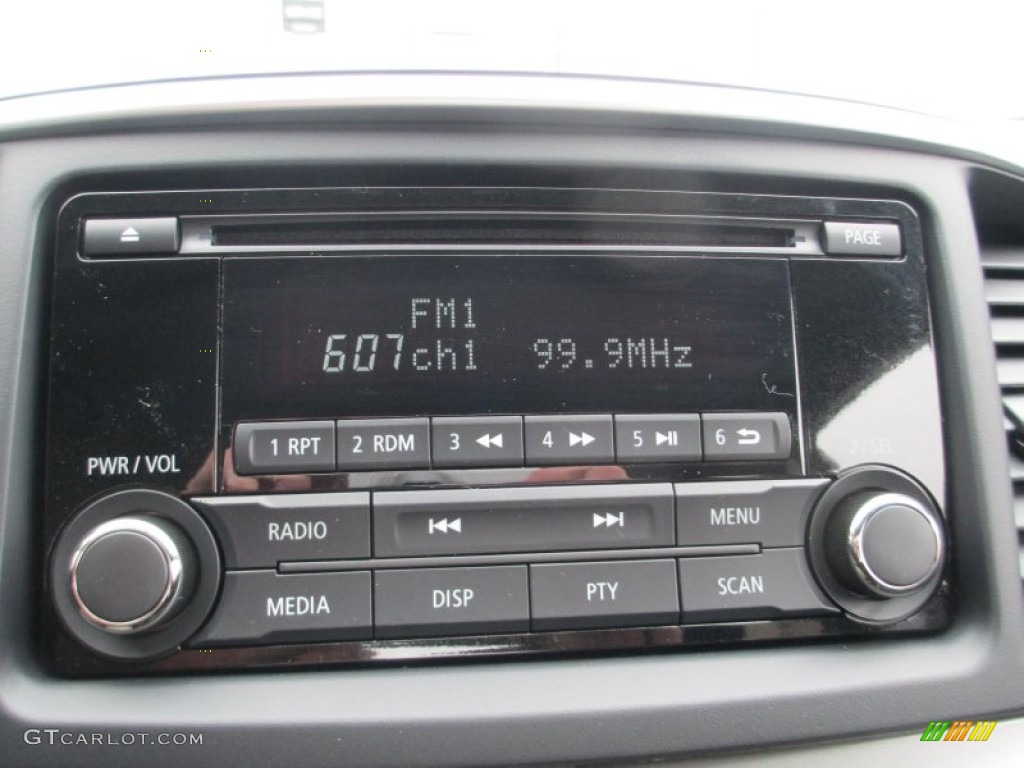 PAGE
FM1
607ch1 99.9MHz
1 RPT 2 RDM 3 4 5 6
PWR / VOL
RADIO MENU
MEDIA DISP PTY SCAN
GTCARLOT.COM